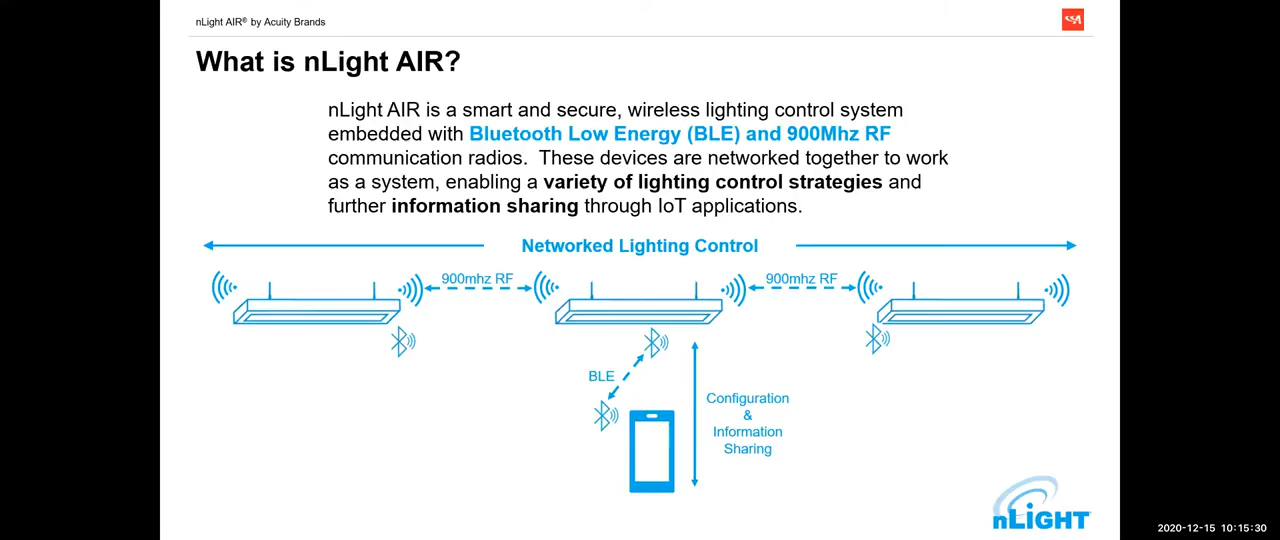 nLight AIR® by Acuity Brands
What is nLight AIR?
nLight AIR is a smart and secure, wireless lighting control system
embedded with Bluetooth Low Energy (BLE) and 900Mhz RF
communication radios. These devices are networked together to work
as a system, enabling a variety of lighting control strategies and
further information sharing through IoT applications.
Networked Lighting Control
900mhz RF
900mhz RF
BLE
Configuration
&
Information
Sharing
nLIGHT
2020-12-15 10:15:30